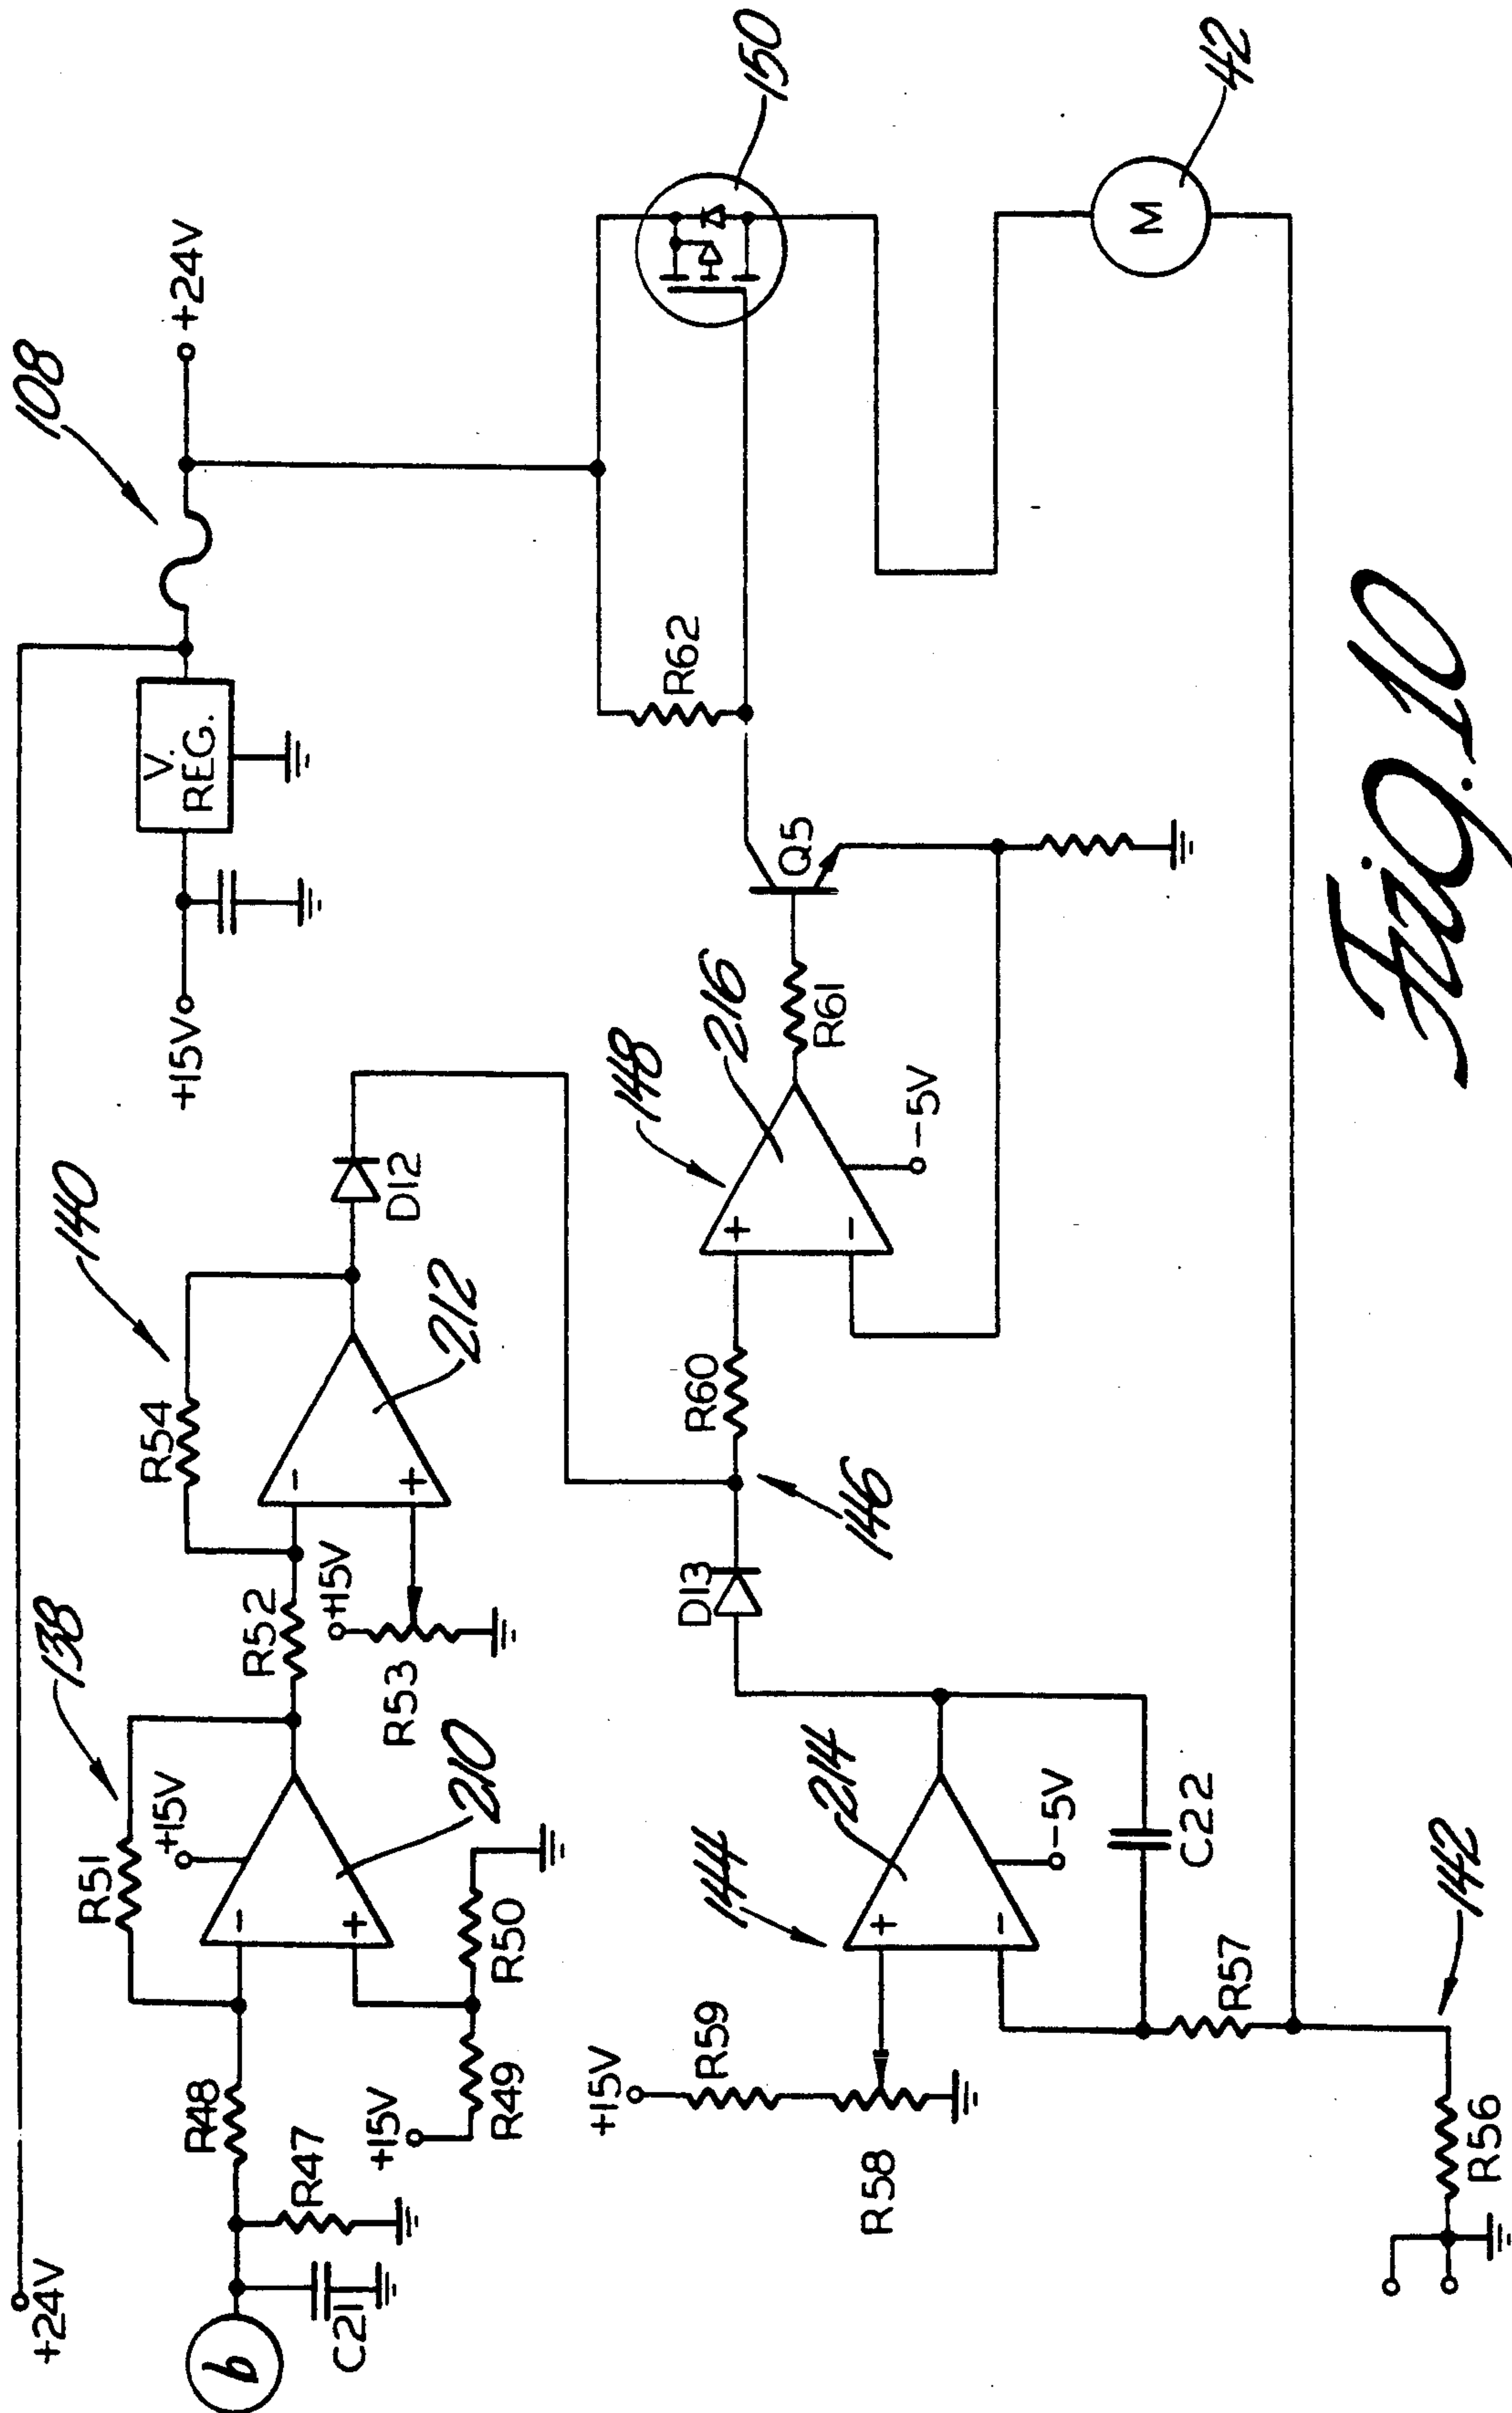 108
+24V
+24V
V. REG.
+15V
150
R62
140
R54
212
D12
138
R51
+15V
R52
+15V
R53
210
R48
R47
C21
b
+15V
R49
R50
148
216
R61
Q5
-5V
R60
146
D13
144
214
-5V
+15V
R59
R58
C22
R57
142
R56
M
42
-
+
-
+
+
-
+
-
Fig. 10